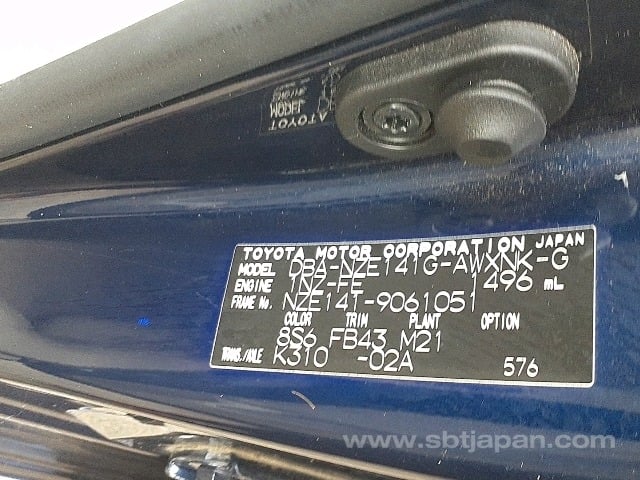 TOYOTA MOTOR CORPORATION JAPAN
MODEL DBA-NZE141G-AWXNK-G
ENGINE 1NZ-FE 1496 mL
FRAME No. NZE141-9061051
COLOR TRIM PLANT OPTION
8S6 FB43 M21
TRANS./AXLE K310 -02A 576
www.sbtjapan.com